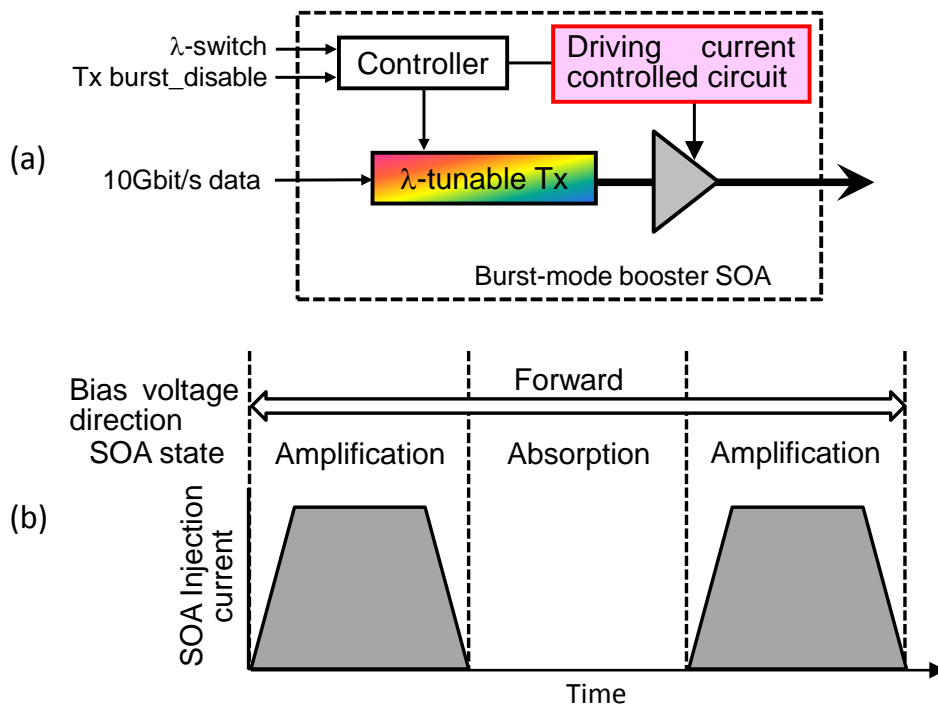 (a)
λ-switch
Tx burst_disable
10Gbit/s data
Controller
Driving current
controlled circuit
λ-tunable Tx
Burst-mode booster SOA
(b)
Bias voltage
direction
Forward
SOA state
Amplification
Absorption
Amplification
SOA Injection
current
Time